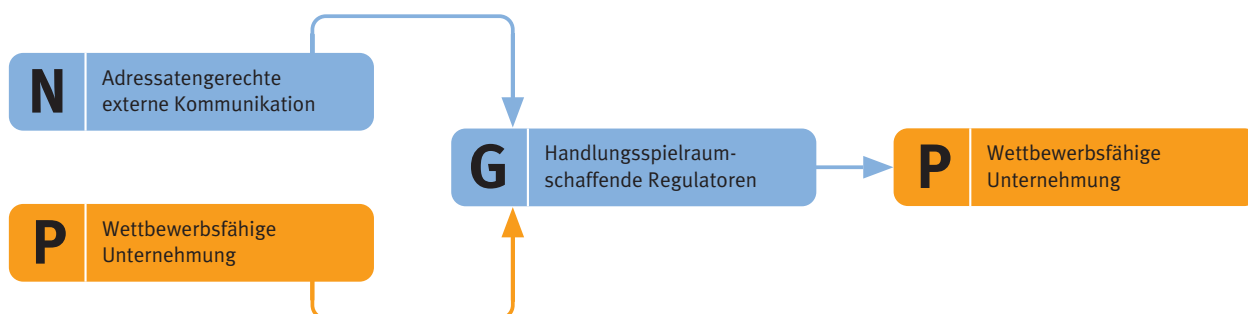 N
Adressatengerechte
externe Kommunikation
G
Handlungsspielraum-
schaffende Regulatoren
P
Wettbewerbsfähige
Unternehmung
P
Wettbewerbsfähige
Unternehmung